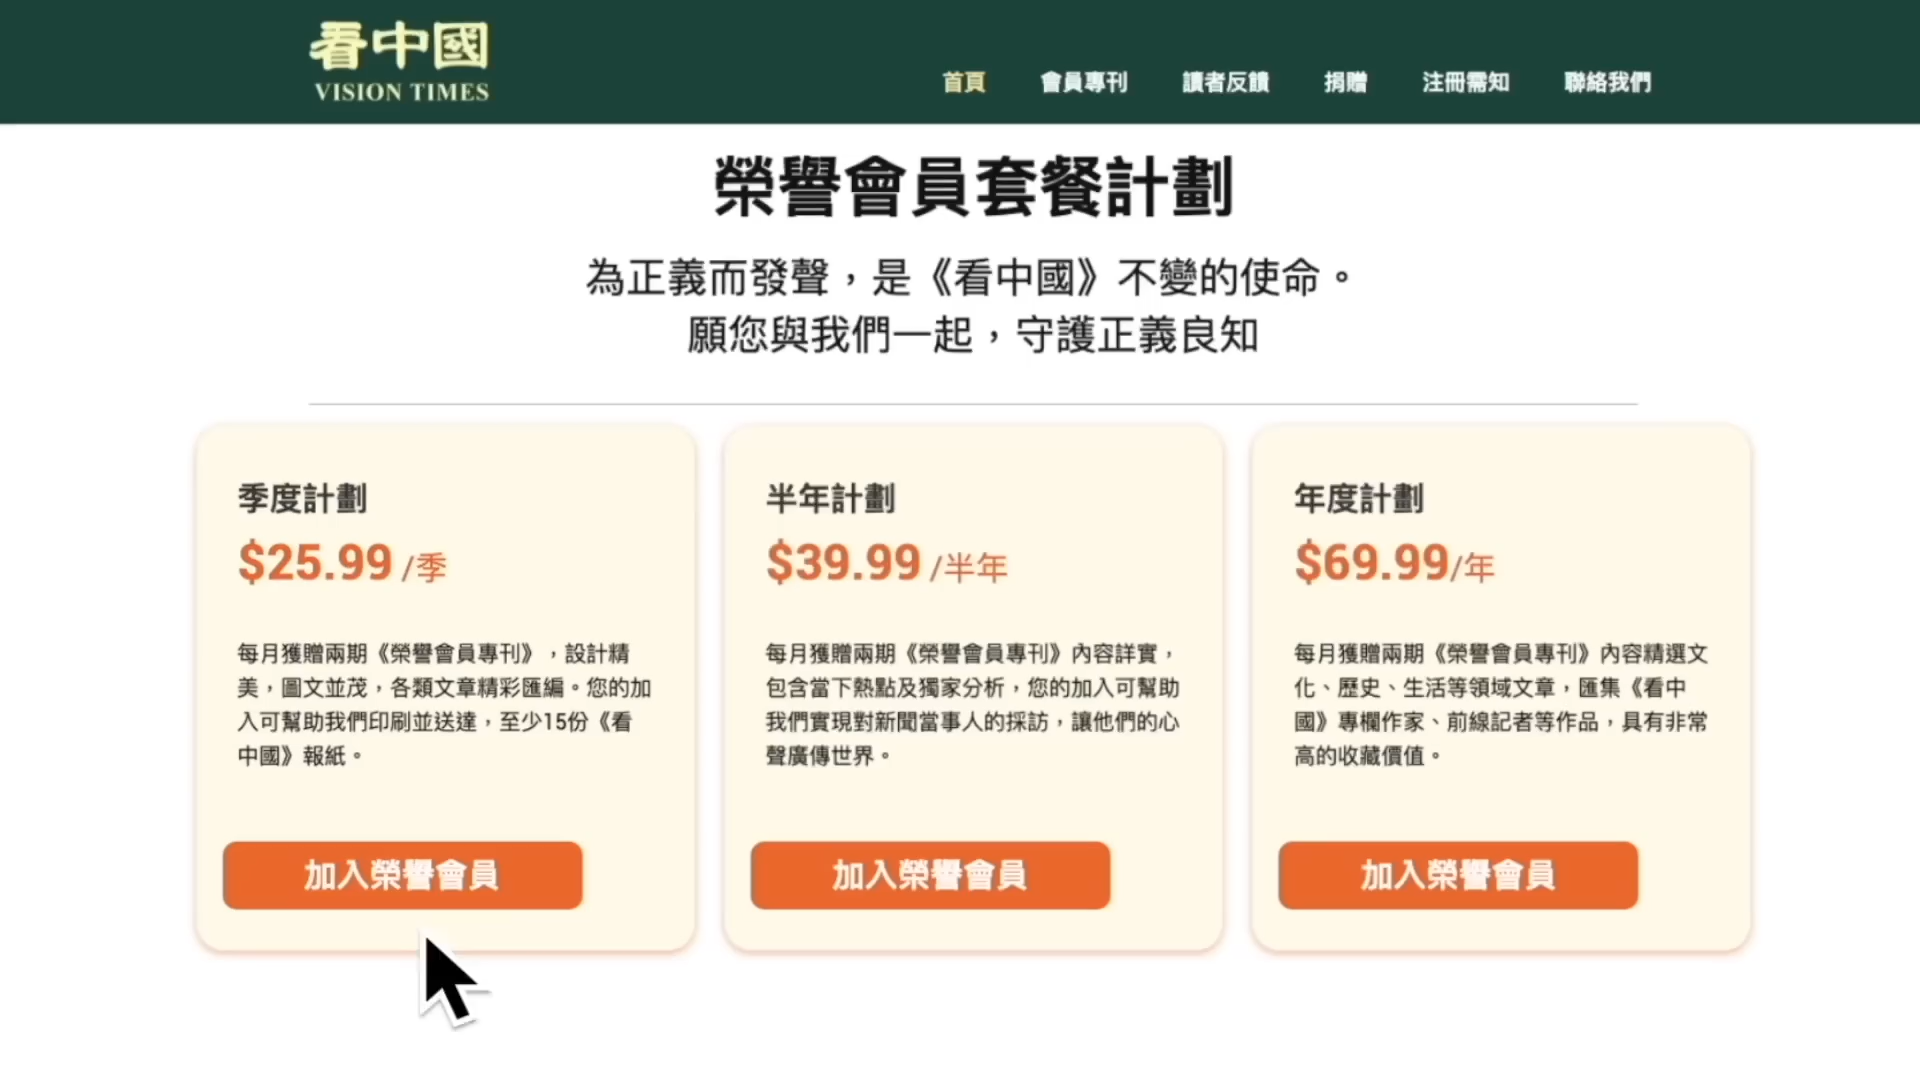 看中國
VISION TIMES
首頁 會員專刊 讀者反饋 捐贈 注冊需知 聯絡我們
榮譽會員套餐計劃
為正義而發聲，是《看中國》不變的使命。
願您與我們一起，守護正義良知
季度計劃
$25.99 /季
每月獲贈兩期《榮譽會員專刊》，設計精
美，圖文並茂，各類文章精彩匯編。您的加
入可幫助我們印刷並送達，至少15份《看
中國》報紙。
加入榮譽會員
半年計劃
$39.99 /半年
每月獲贈兩期《榮譽會員專刊》內容詳實，
包含當下熱點及獨家分析，您的加入可幫助
我們實現對新聞當事人的採訪，讓他們的心
聲廣傳世界。
加入榮譽會員
年度計劃
$69.99/年
每月獲贈兩期《榮譽會員專刊》內容精選文
化、歷史、生活等領域文章，匯集《看中
國》專欄作家、前線記者等作品，具有非常
高的收藏價值。
加入榮譽會員